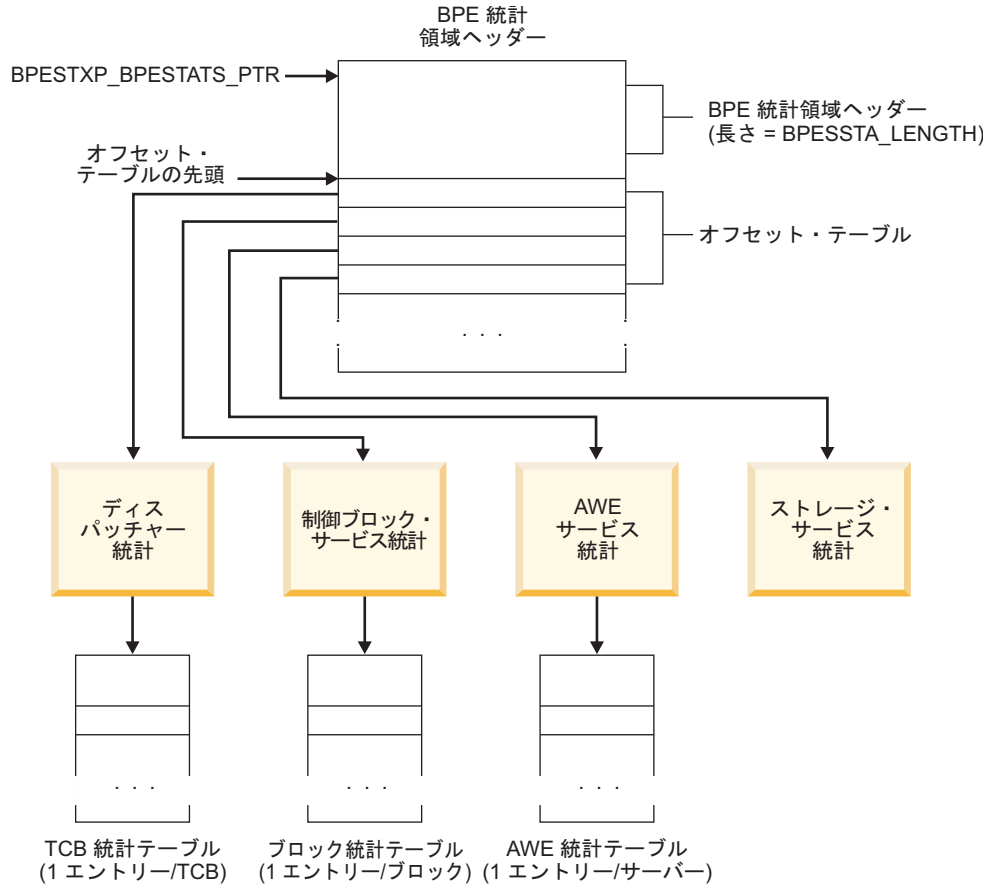 BPE 統計
領域ヘッダー
BPESTXP_BPESTATS_PTR
BPE 統計領域ヘッダー
(長さ = BPESSTA_LENGTH)
オフセット・
テーブルの先頭
オフセット・テーブル
. . .
ディス
パッチャー
統計
制御ブロック・
サービス統計
AWE
サービス
統計
ストレージ・
サービス
統計
. . .
. . .
. . .
TCB 統計テーブル
(1 エントリー/TCB)
ブロック統計テーブル
(1 エントリー/ブロック)
AWE 統計テーブル
(1 エントリー/サーバー)